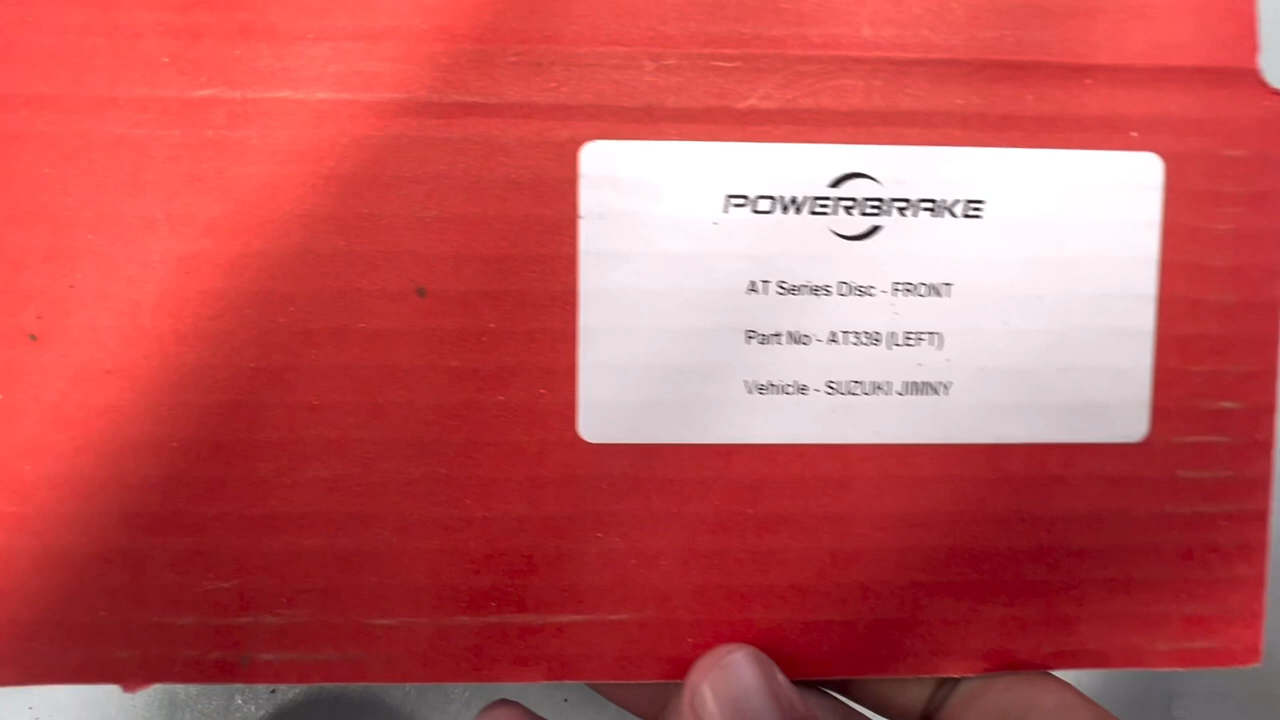 POWERBRAKE
AT Series Disc - FRONT
Part No - AT339 (LEFT)
Vehicle - SUZUKI JIMNY